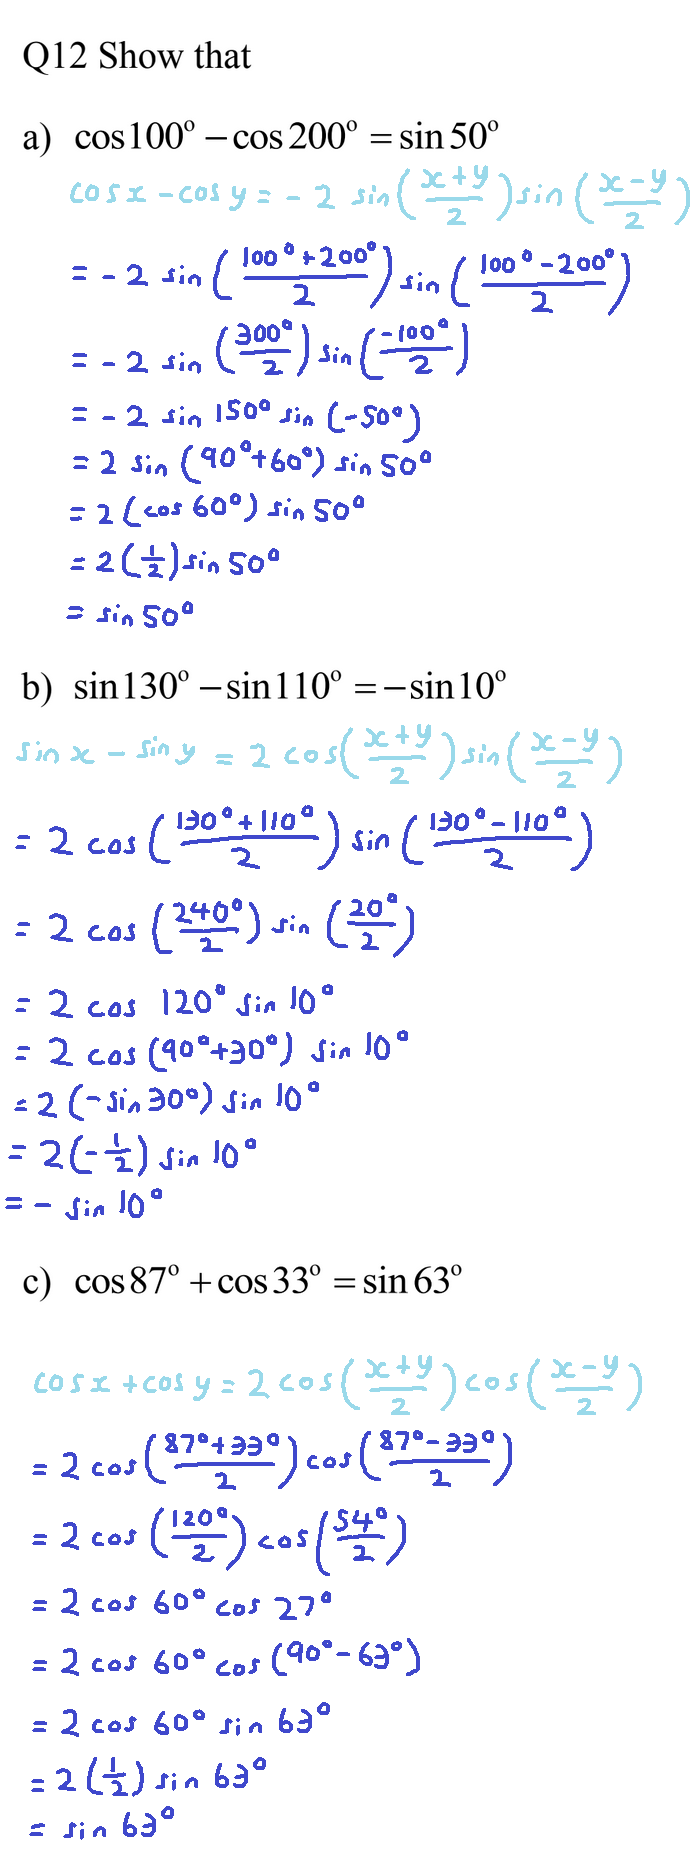 Q12 Show that
a) cos100° − cos 200° = sin 50°
cos x − cos y = − 2 sin((x + y)/2) sin((x − y)/2)
= − 2 sin((100° + 200°)/2) sin((100° − 200°)/2)
= − 2 sin(300°/2) sin(−100°/2)
= − 2 sin 150° sin (−50°)
= 2 sin (90° + 60°) sin 50°
= 2 (cos 60°) sin 50°
= 2 (1/2) sin 50°
= sin 50°
b) sin130° − sin110° = − sin10°
sin x − sin y = 2 cos((x + y)/2) sin((x − y)/2)
= 2 cos((130° + 110°)/2) sin((130° − 110°)/2)
= 2 cos(240°/2) sin(20°/2)
= 2 cos 120° sin 10°
= 2 cos (90° + 30°) sin 10°
= 2 (− sin 30°) sin 10°
= 2 (− 1/2) sin 10°
= − sin 10°
c) cos87° + cos33° = sin 63°
cos x + cos y = 2 cos((x + y)/2) cos((x − y)/2)
= 2 cos((87° + 33°)/2) cos((87° − 33°)/2)
= 2 cos(120°/2) cos(54°/2)
= 2 cos 60° cos 27°
= 2 cos 60° cos (90° − 63°)
= 2 cos 60° sin 63°
= 2 (1/2) sin 63°
= sin 63°